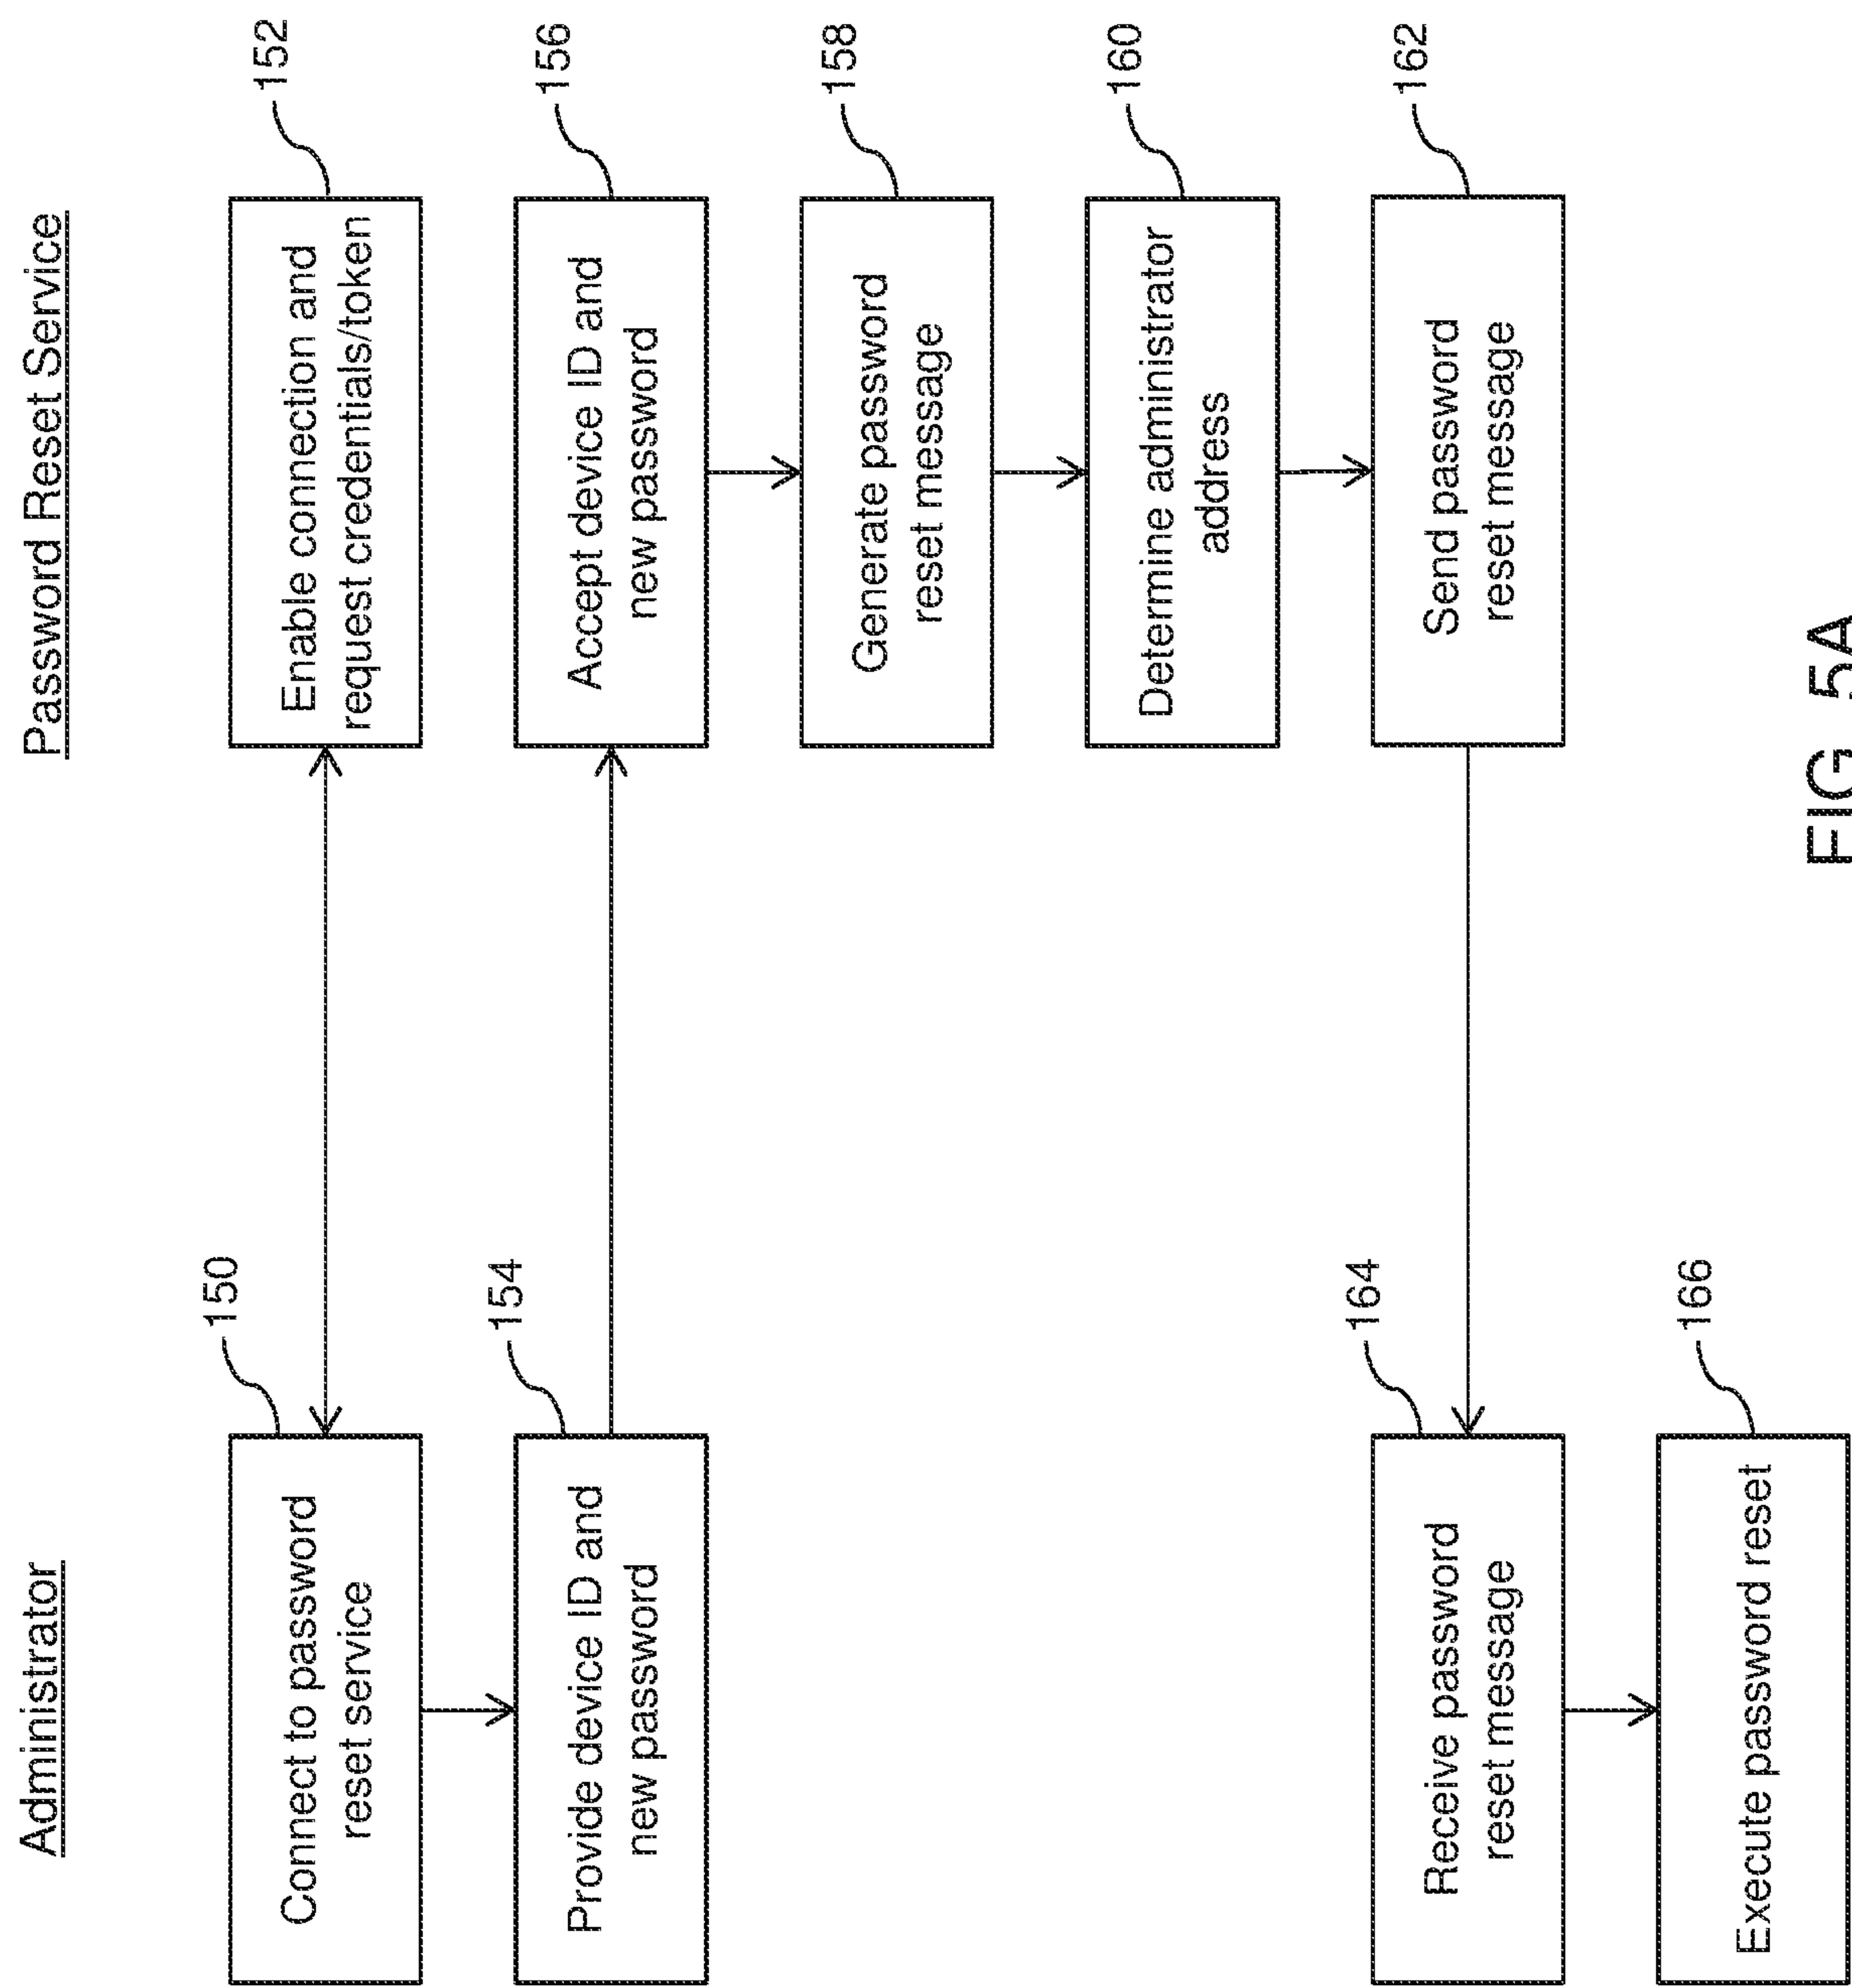 Administrator
Password Reset Service
150
Connect to password
reset service
152
Enable connection and
request credentials/token
154
Provide device ID and
new password
156
Accept device ID and
new password
158
Generate password
reset message
160
Determine administrator
address
162
Send password
reset message
164
Receive password
reset message
166
Execute password reset
FIG. 5A